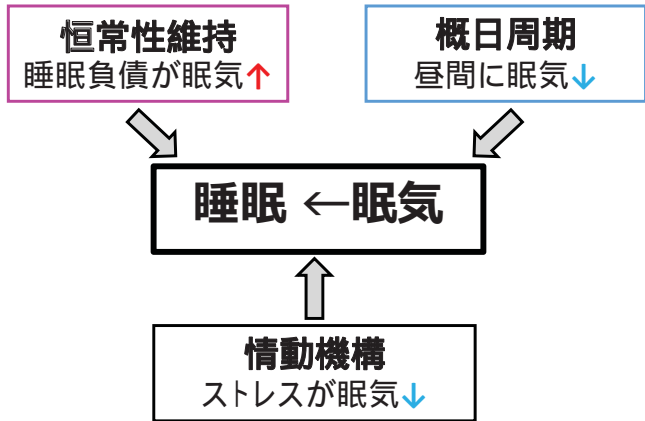 恒常性維持
睡眠負債が眠気↑
概日周期
昼間に眠気↓
睡眠 ←眠気
情動機構
ストレスが眠気↓